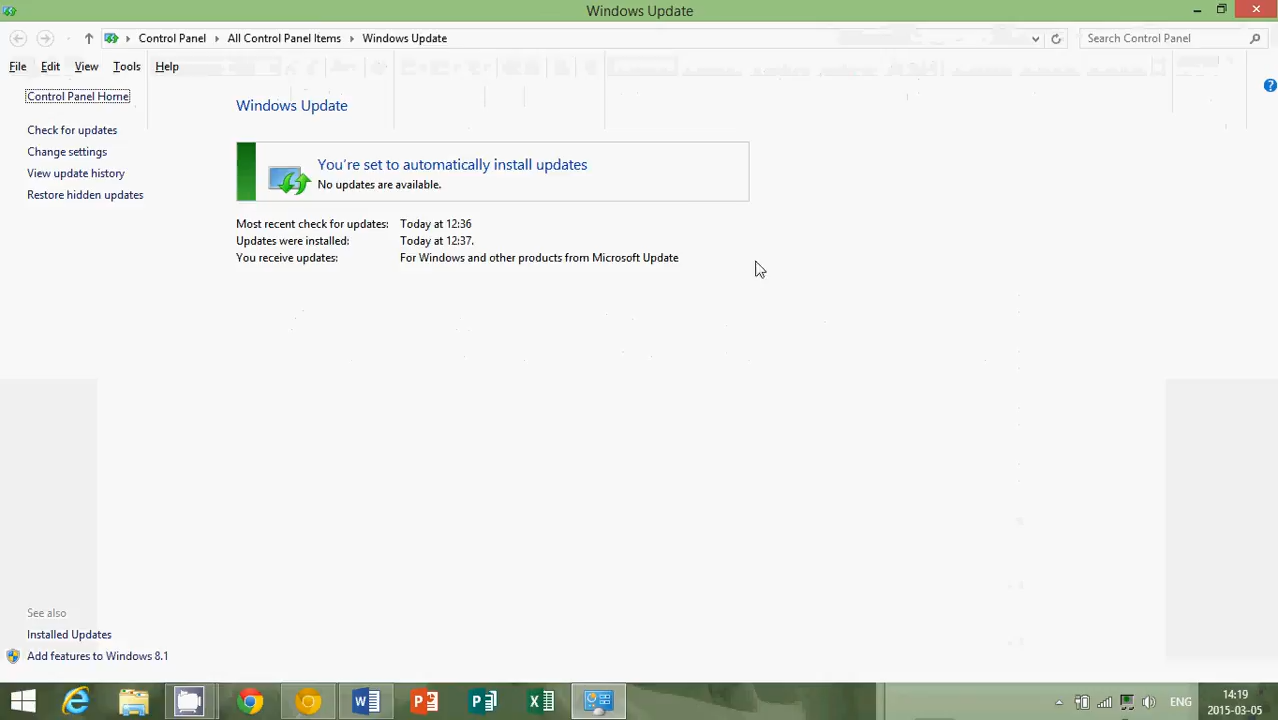 Windows Update
Control Panel All Control Panel Items Windows Update
Search Control Panel
File Edit View Tools Help
Control Panel Home
Check for updates
Change settings
View update history
Restore hidden updates
Windows Update
You're set to automatically install updates
No updates are available.
Most recent check for updates: Today at 12:36
Updates were installed: Today at 12:37.
You receive updates: For Windows and other products from Microsoft Update
See also
Installed Updates
Add features to Windows 8.1
ENG
14:19
2015-03-05